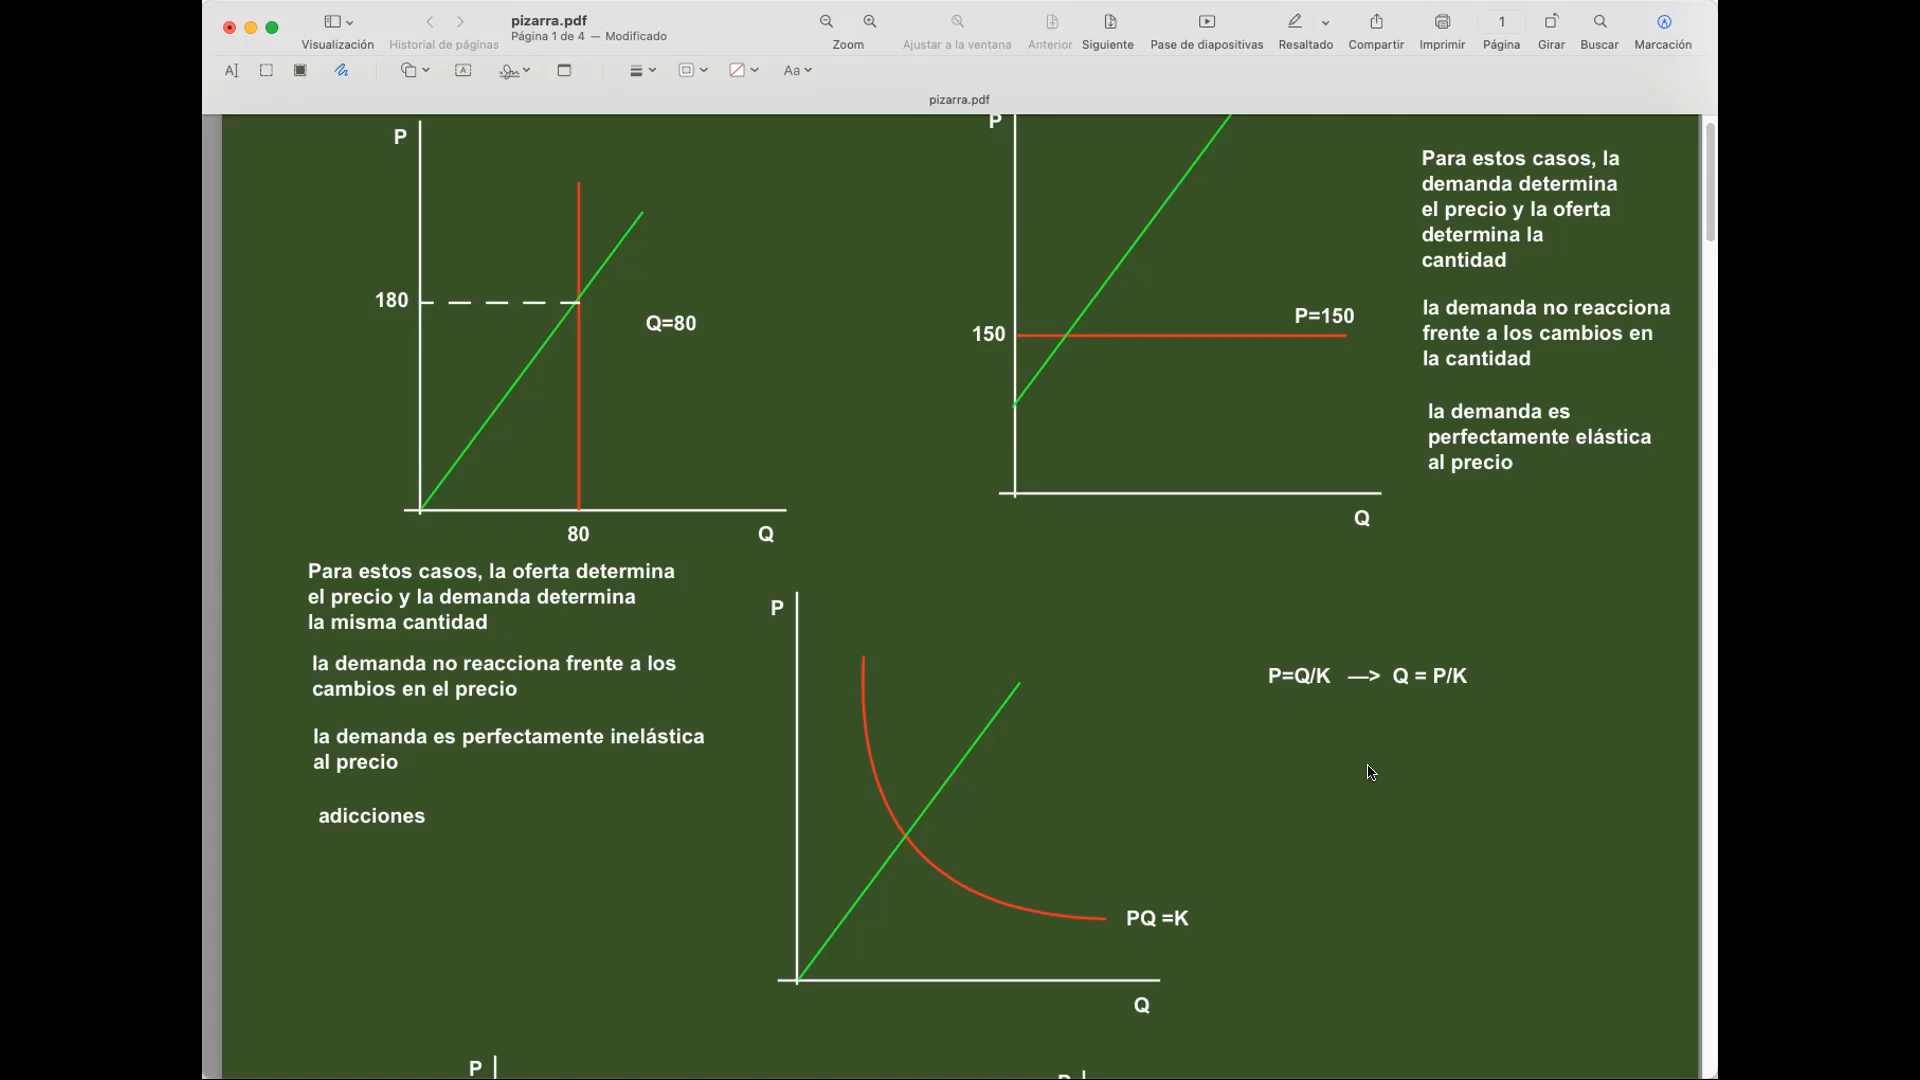 pizarra.pdf
Página 1 de 4 — Modificado
Visualización
Historial de páginas
Zoom
Ajustar a la ventana
Anterior
Siguiente
Pase de diapositivas
Resaltado
Compartir
Imprimir
1
Página
Girar
Buscar
Marcación
Aa
pizarra.pdf
P
180
Q=80
80
Q
Para estos casos, la oferta determina
el precio y la demanda determina
la misma cantidad
la demanda no reacciona frente a los
cambios en el precio
la demanda es perfectamente inelástica
al precio
adicciones
P
150
P=150
Q
Para estos casos, la
demanda determina
el precio y la oferta
determina la
cantidad
la demanda no reacciona
frente a los cambios en
la cantidad
la demanda es
perfectamente elástica
al precio
P
PQ =K
Q
P=Q/K —> Q = P/K
P
P